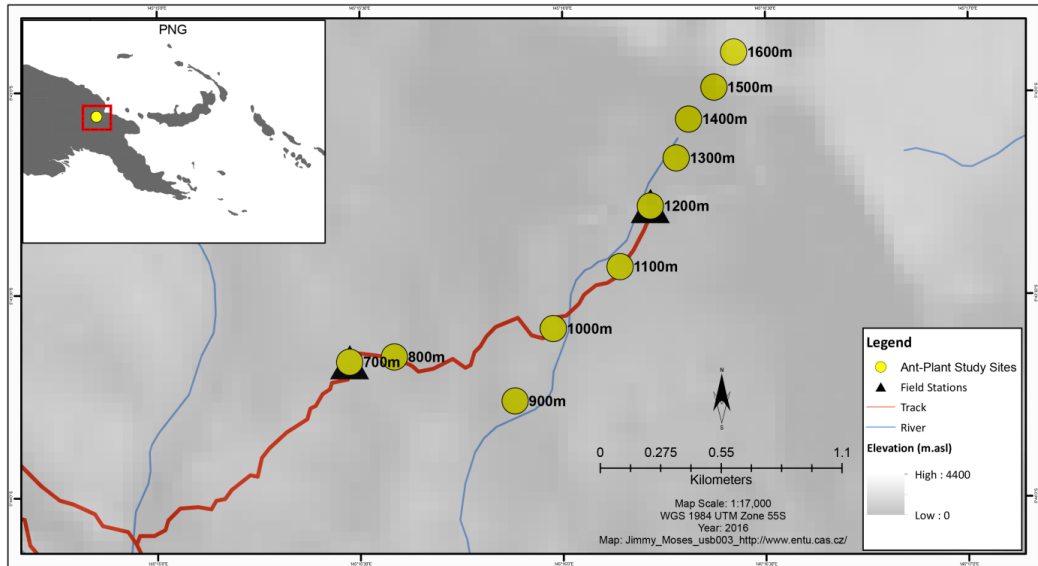 PNG
1600m
1500m
1400m
1300m
1200m
1100m
1000m
700m
800m
900m
N
S
0 0.275 0.55 1.1
Kilometers
Map Scale: 1:17,000
WGS 1984 UTM Zone 55S
Year: 2016
Map: Jimmy_Moses_usb003_http://www.entu.cas.cz/
Legend
Ant-Plant Study Sites
Field Stations
Track
River
Elevation (m.asl)
High : 4400
Low : 0